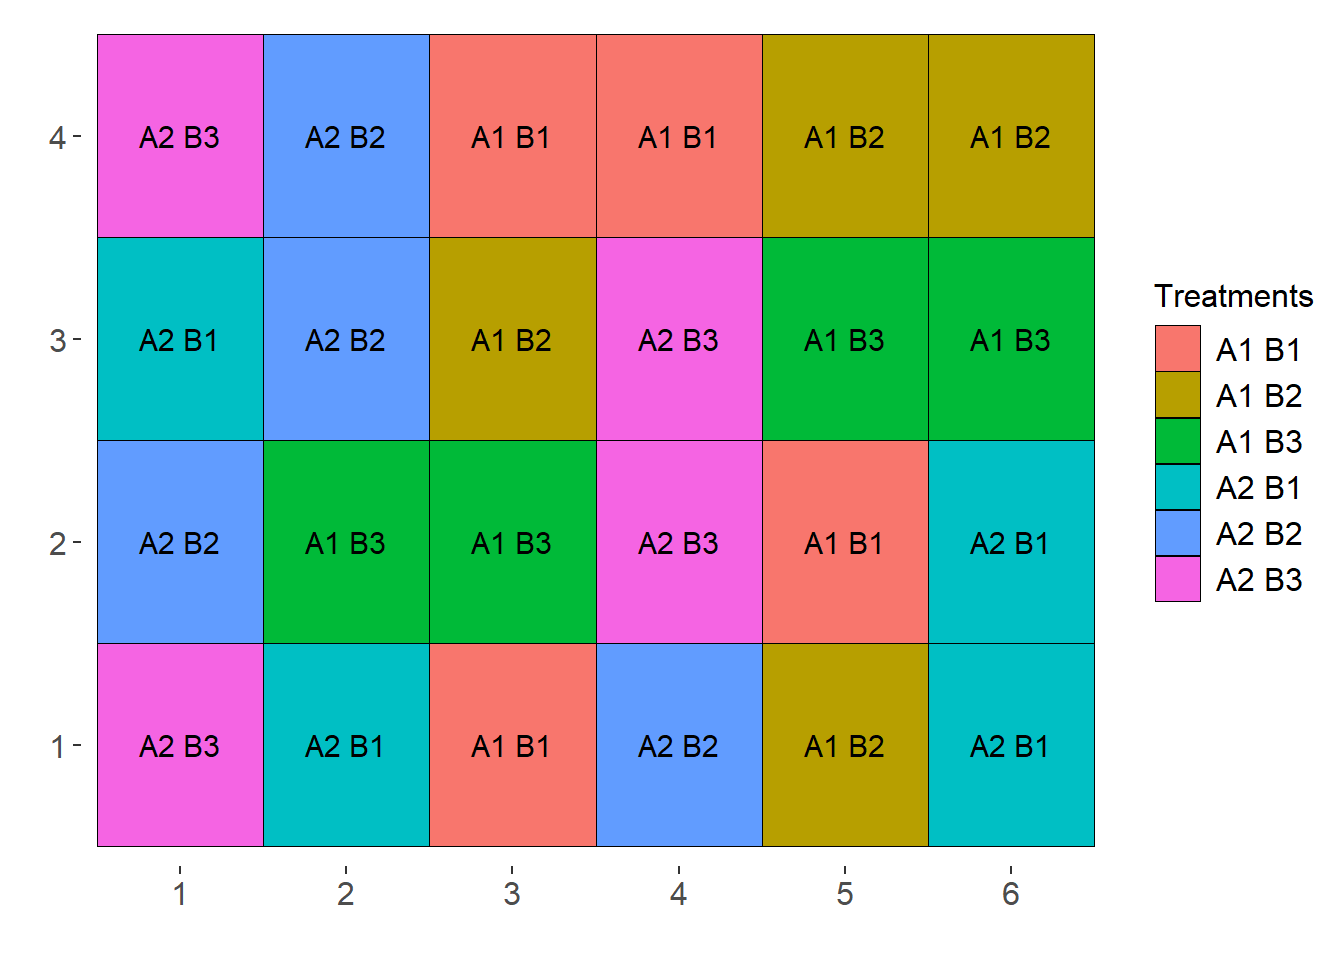 4
A2 B3 A2 B2 A1 B1 A1 B1 A1 B2 A1 B2
3
A2 B1 A2 B2 A1 B2 A2 B3 A1 B3 A1 B3
2
A2 B2 A1 B3 A1 B3 A2 B3 A1 B1 A2 B1
1
A2 B3 A2 B1 A1 B1 A2 B2 A1 B2 A2 B1
1 2 3 4 5 6
Treatments
A1 B1
A1 B2
A1 B3
A2 B1
A2 B2
A2 B3